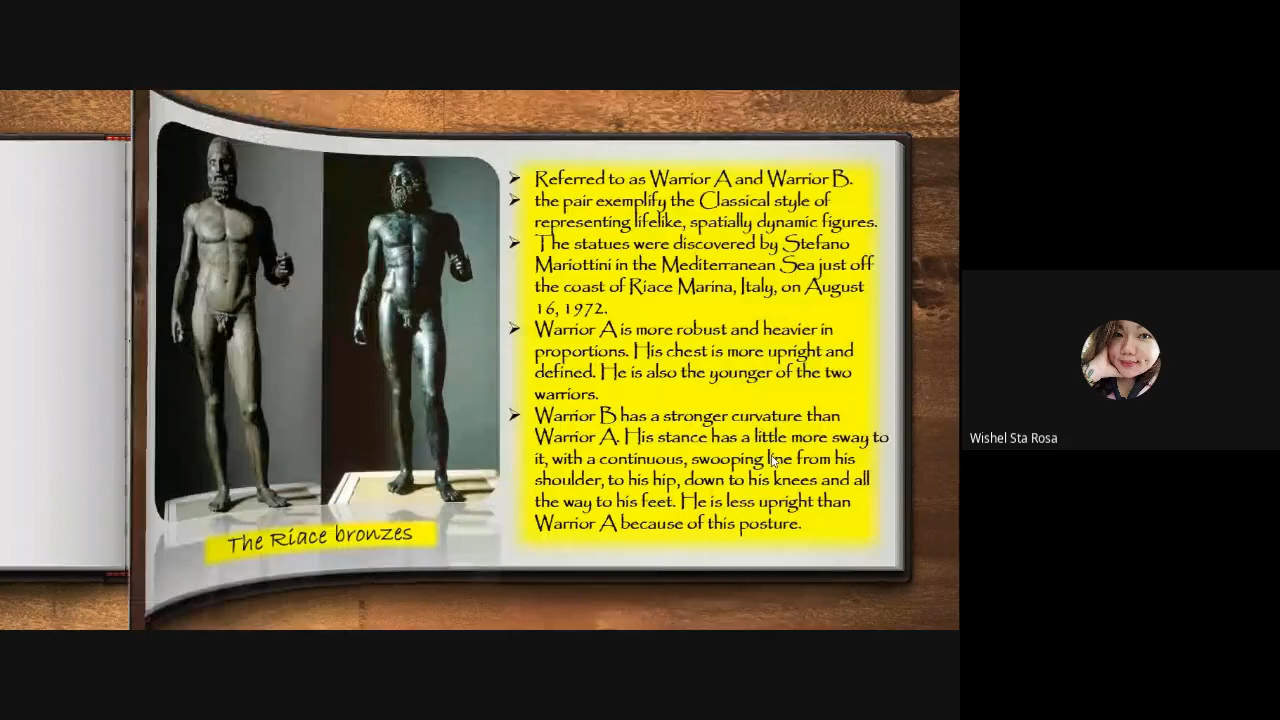 Referred to as Warrior A and Warrior B.
the pair exemplify the Classical style of
representing lifelike, spatially dynamic figures.
The statues were discovered by Stefano
Mariottini in the Mediterranean Sea just off
the coast of Riace Marina, Italy, on August
16, 1972.
Warrior A is more robust and heavier in
proportions. His chest is more upright and
defined. He is also the younger of the two
warriors.
Warrior B has a stronger curvature than
Warrior A. His stance has a little more sway to
it, with a continuous, swooping line from his
shoulder, to his hip, down to his knees and all
the way to his feet. He is less upright than
Warrior A because of this posture.
The Riace bronzes
Wishel Sta Rosa